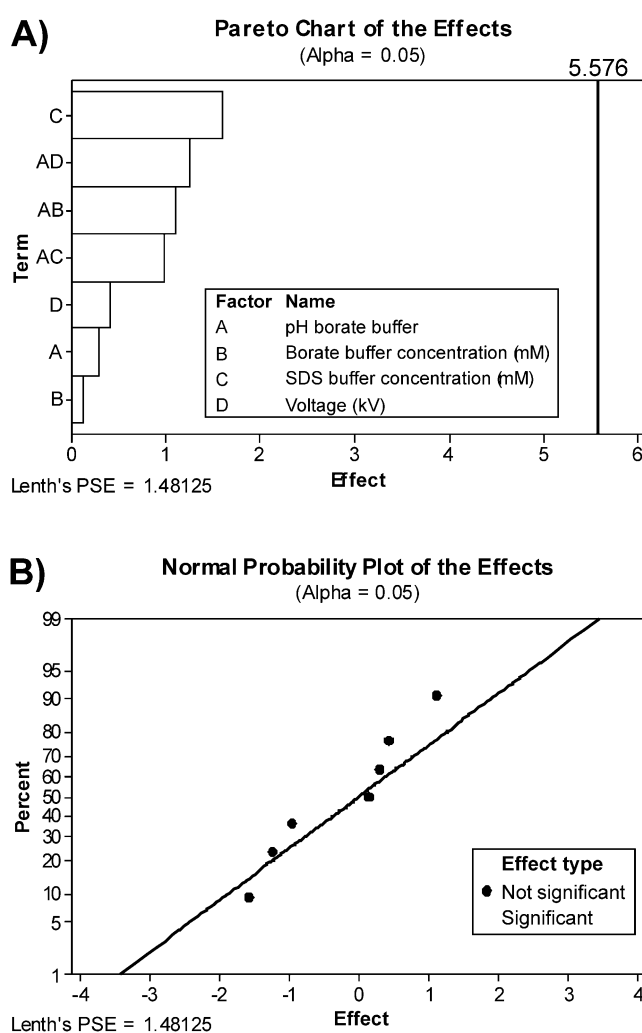 A)
Pareto Chart of the Effects
(Alpha = 0.05)
5.576
Term
C
AD
AB
AC
D
A
B
Factor Name
A pH borate buffer
B Borate buffer concentration (mM)
C SDS buffer concentration (mM)
D Voltage (kV)
0 1 2 3 4 5 6
Effect
Lenth's PSE = 1.48125
B)
Normal Probability Plot of the Effects
(Alpha = 0.05)
Percent
99
95
90
80
70
60
50
40
30
20
10
5
1
Effect type
Not significant
Significant
-4 -3 -2 -1 0 1 2 3 4
Effect
Lenth's PSE = 1.48125